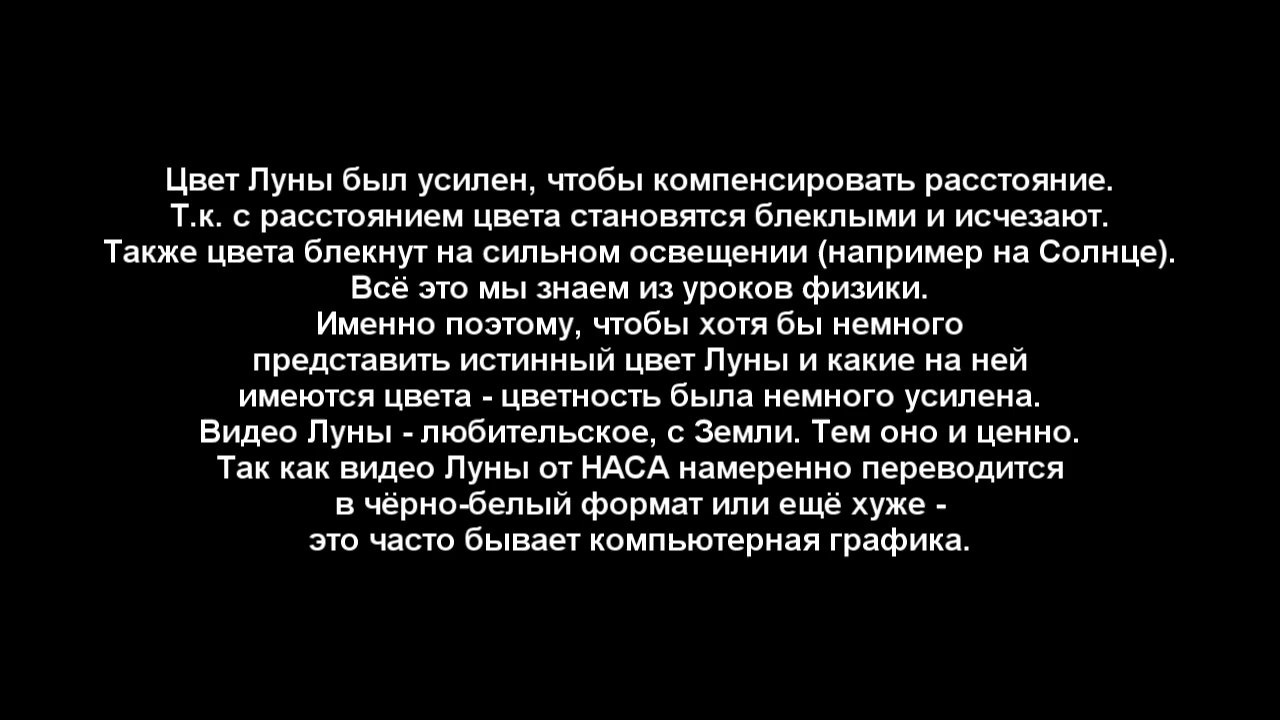 Цвет Луны был усилен, чтобы компенсировать расстояние.
Т.к. с расстоянием цвета становятся блеклыми и исчезают.
Также цвета блекнут на сильном освещении (например на Солнце).
Всё это мы знаем из уроков физики.
Именно поэтому, чтобы хотя бы немного
представить истинный цвет Луны и какие на ней
имеются цвета - цветность была немного усилена.
Видео Луны - любительское, с Земли. Тем оно и ценно.
Так как видео Луны от НАСА намеренно переводится
в чёрно-белый формат или ещё хуже -
это часто бывает компьютерная графика.